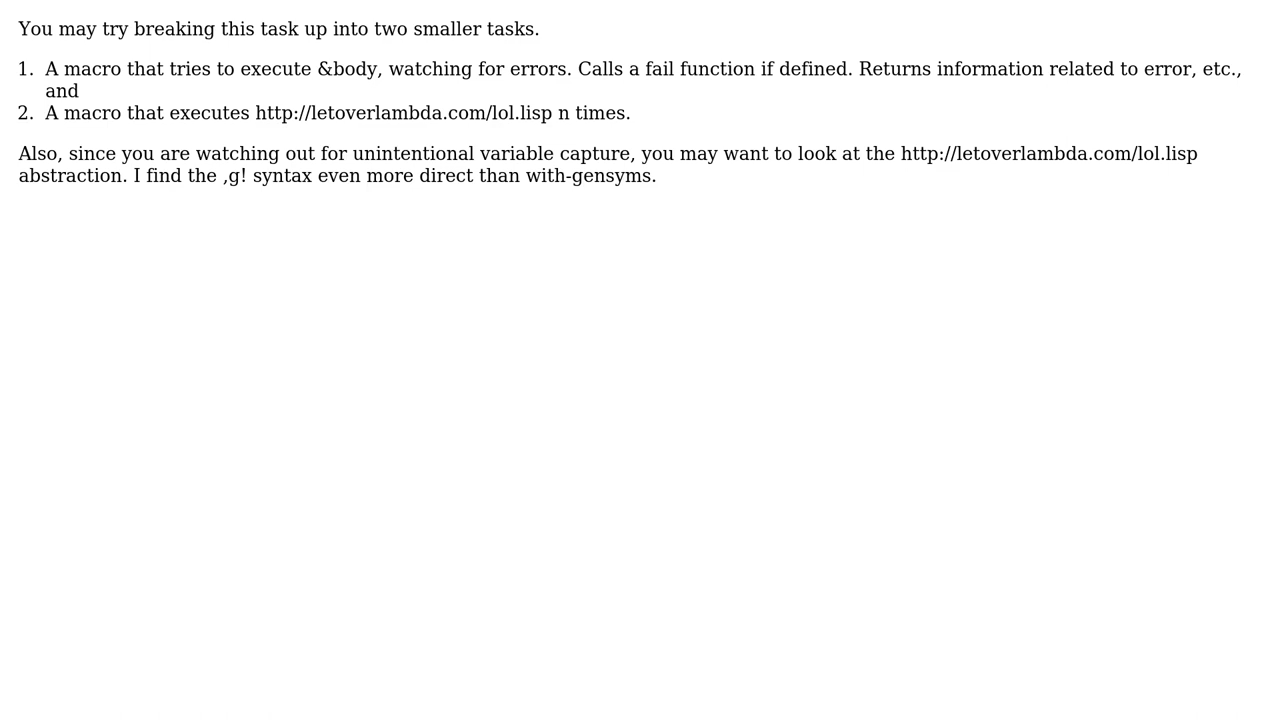 You may try breaking this task up into two smaller tasks.
1. A macro that tries to execute &body, watching for errors. Calls a fail function if defined. Returns information related to error, etc.,
and
2. A macro that executes http://letoverlambda.com/lol.lisp n times.
Also, since you are watching out for unintentional variable capture, you may want to look at the http://letoverlambda.com/lol.lisp
abstraction. I find the ,g! syntax even more direct than with-gensyms.